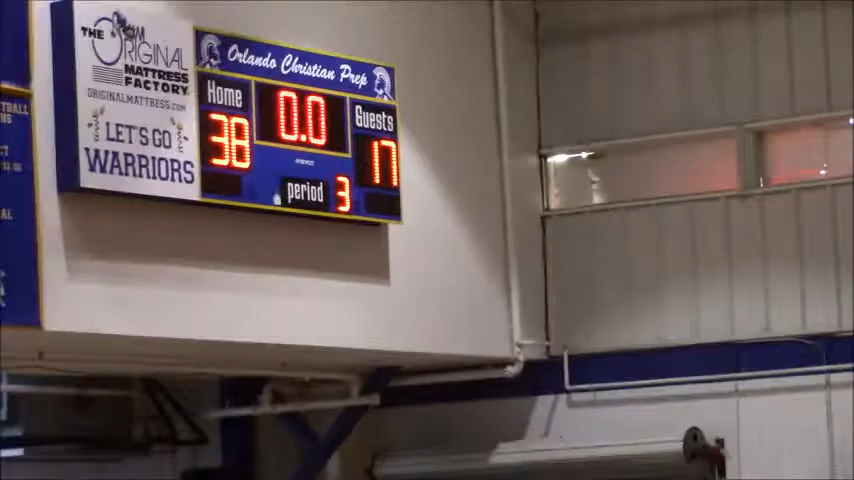 THE ORIGINAL
MATTRESS
FACTORY
ORIGINALMATTRESS.COM
LET'S GO
WARRIORS
Orlando Christian Prep
Home
0.0
Guests
38
17
Period
3